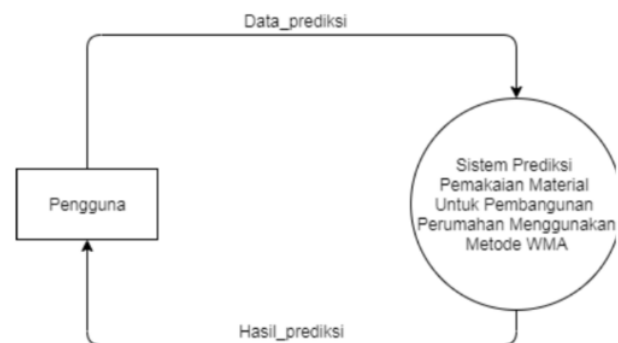 Data_prediksi
Pengguna
Sistem Prediksi
Pemakaian Material
Untuk Pembangunan
Perumahan Menggunakan
Metode WMA
Hasil_prediksi